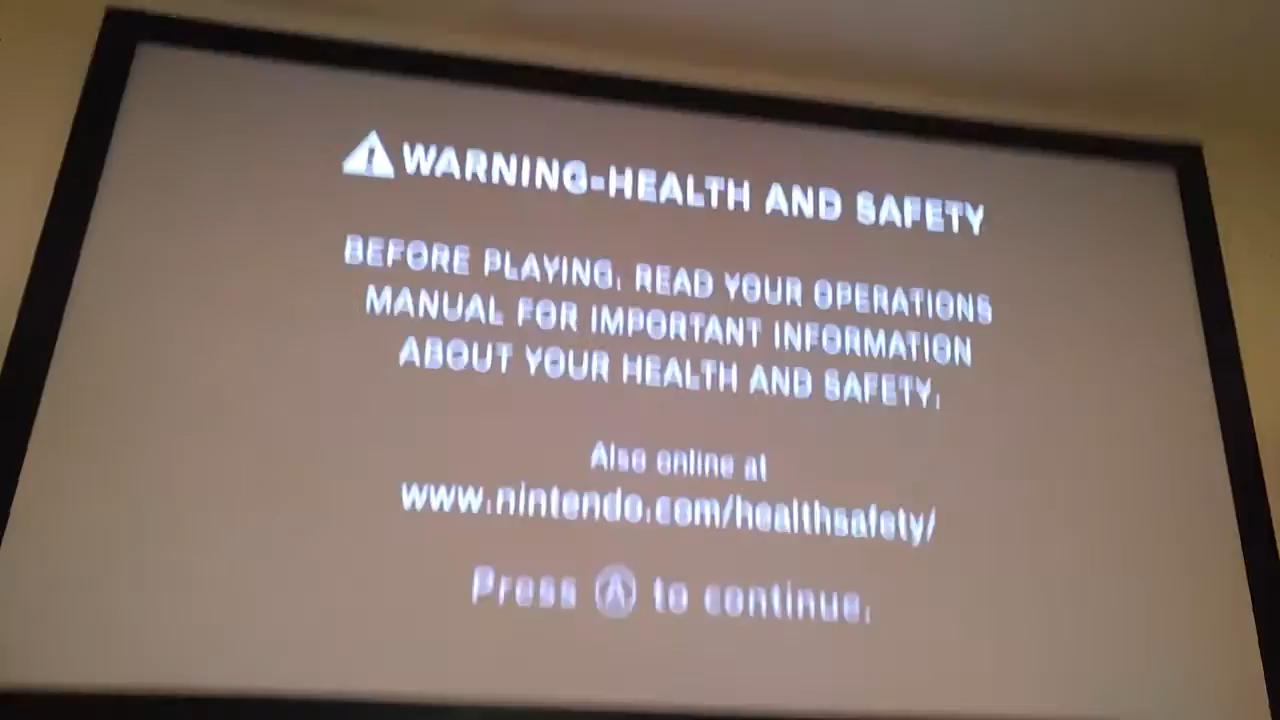 ⚠ WARNING-HEALTH AND SAFETY
BEFORE PLAYING, READ YOUR OPERATIONS
MANUAL FOR IMPORTANT INFORMATION
ABOUT YOUR HEALTH AND SAFETY.
Also online at
www.nintendo.com/healthsafety/
Press Ⓐ to continue.